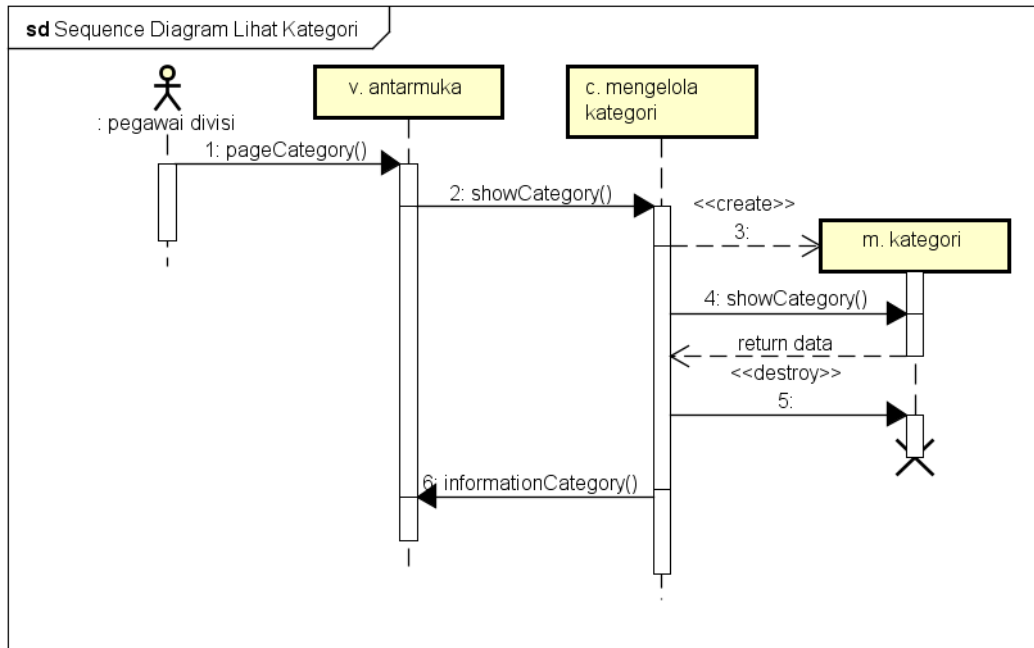 sd Sequence Diagram Lihat Kategori
: pegawai divisi
v. antarmuka
c. mengelola
kategori
1: pageCategory()
2: showCategory()
<<create>>
3:
m. kategori
4: showCategory()
return data
<<destroy>>
5:
6: informationCategory()